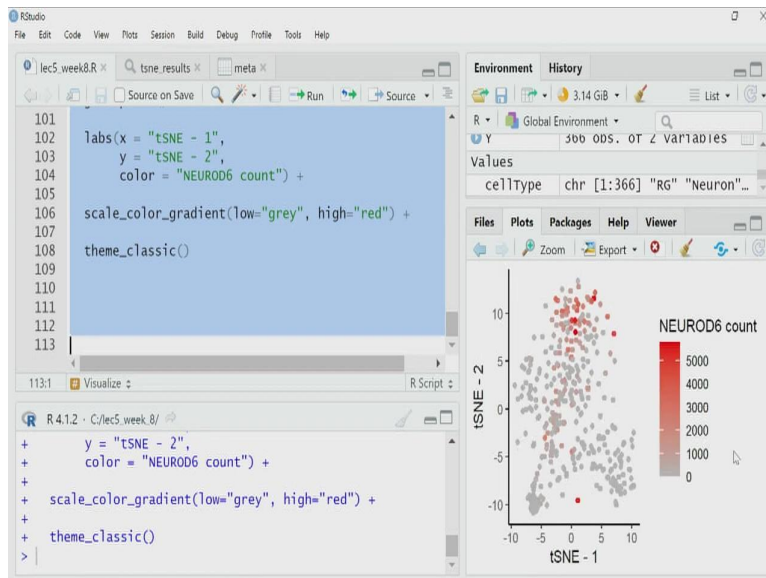 RStudio
File Edit Code View Plots Session Build Debug Profile Tools Help
lec5_week8.R tsne_results meta
Source on Save Run Source
101
102 labs(x = "tSNE - 1",
103 y = "tSNE - 2",
104 color = "NEUROD6 count") +
105
106 scale_color_gradient(low="grey", high="red") +
107
108 theme_classic()
109
110
111
112
113
113:1 # Visualize R Script
R 4.1.2 · C:/lec5_week_8/
+ y = "tSNE - 2",
+ color = "NEUROD6 count") +
+
+ scale_color_gradient(low="grey", high="red") +
+
+ theme_classic()
>
Environment History
3.14 GiB List
R Global Environment
Y 366 obs. of 2 variables
Values
cellType chr [1:366] "RG" "Neuron"…
Files Plots Packages Help Viewer
Zoom Export
NEUROD6 count
5000
4000
3000
2000
1000
0
tSNE - 2
10
5
0
-5
-10
-10 -5 0 5 10
tSNE - 1